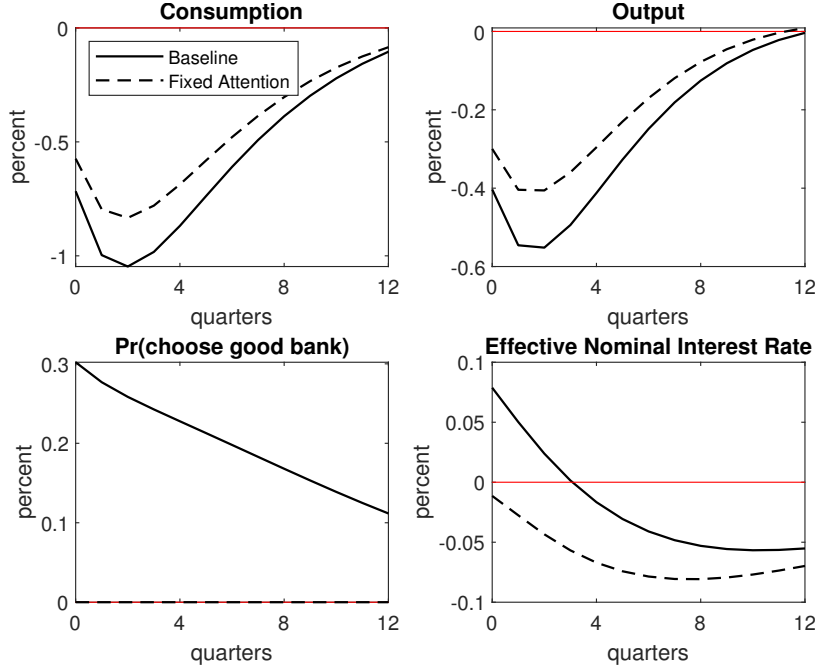 Consumption
0
-0.5
-1
percent
0
4
8
12
quarters
Baseline
Fixed Attention
Output
0
-0.2
-0.4
-0.6
percent
0
4
8
12
quarters
Pr(choose good bank)
0.3
0.2
0.1
0
percent
0
4
8
12
quarters
Effective Nominal Interest Rate
0.1
0.05
0
-0.05
-0.1
percent
0
4
8
12
quarters